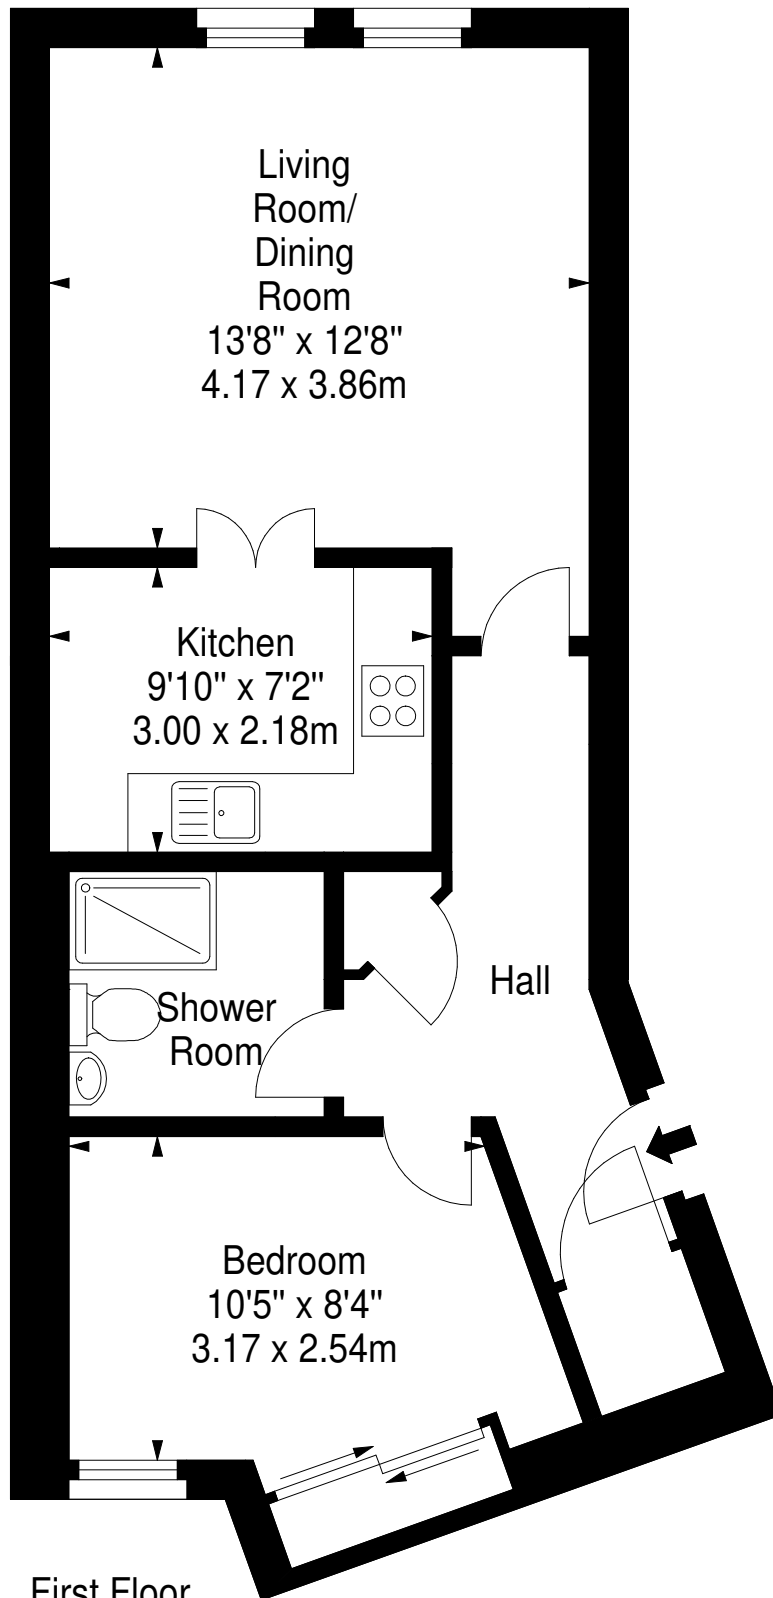 Living
Room/
Dining
Room
13'8" x 12'8"
4.17 x 3.86m
Kitchen
9'10" x 7'2"
3.00 x 2.18m
Hall
Shower
Room
Bedroom
10'5" x 8'4"
3.17 x 2.54m
First Floor